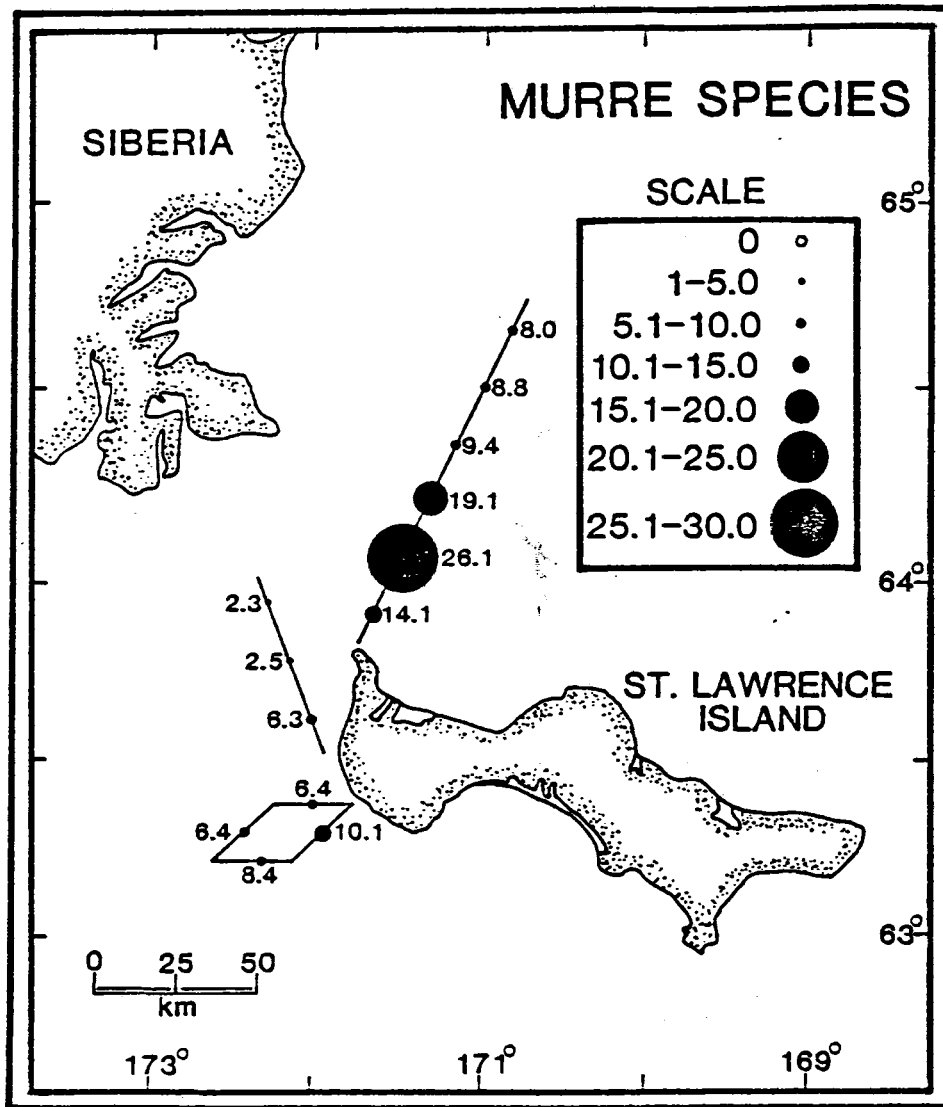 MURRE SPECIES
SIBERIA
SCALE
0
1–5.0
5.1–10.0
10.1–15.0
15.1–20.0
20.1–25.0
25.1–30.0
65°
8.0
8.8
9.4
19.1
26.1
14.1
64°
2.3
2.5
6.3
ST. LAWRENCE
ISLAND
6.4
6.4
10.1
8.4
63°
0 25 50
km
173° 171° 169°